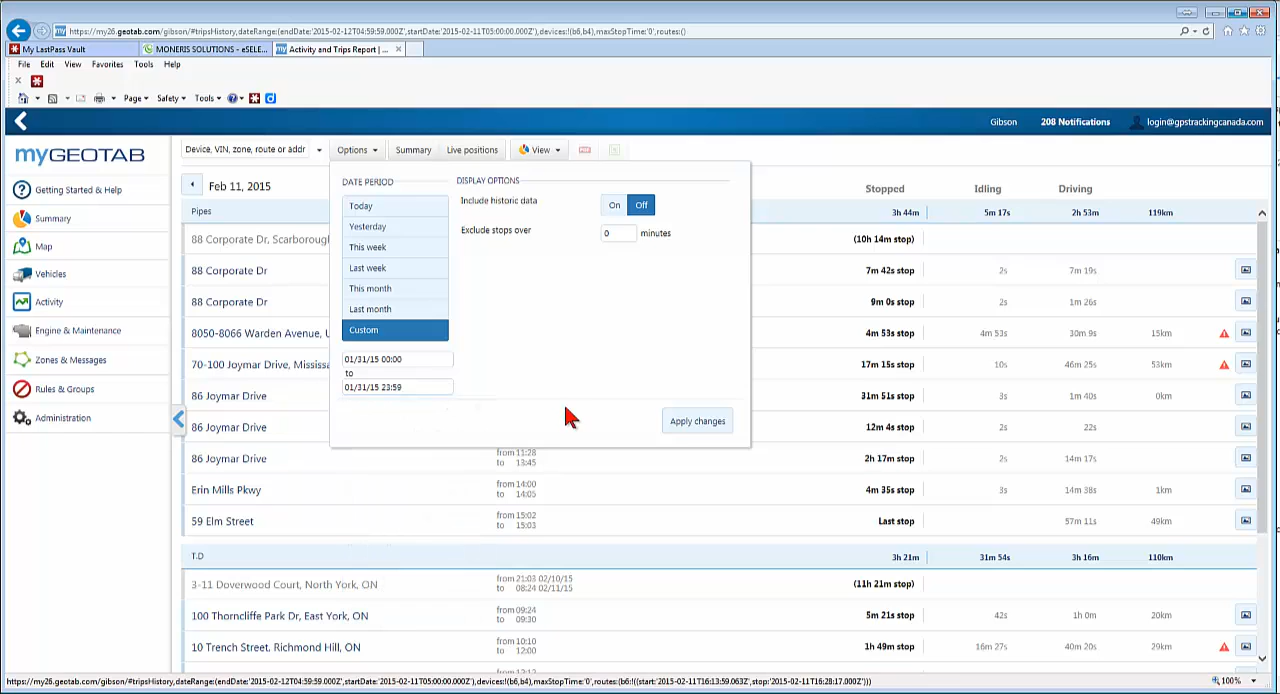 https://my26.geotab.com/gibson/#tripsHistory,dateRange:(endDate:'2015-02-12T04:59:59.000Z',startDate:'2015-02-11T05:00:00.000Z'),devices:!(b6,b4),maxStopTime:'0',routes:()
My LastPass Vault
MONERIS SOLUTIONS - eSELE...
Activity and Trips Report | ...
File Edit View Favorites Tools Help
Page Safety Tools
Gibson 208 Notifications login@gpstrackingcanada.com
myGEOTAB
Getting Started & Help
Summary
Map
Vehicles
Activity
Engine & Maintenance
Zones & Messages
Rules & Groups
Administration
Device, VIN, zone, route or addr Options Summary Live positions View
DATE PERIOD
Today
Yesterday
This week
Last week
This month
Last month
Custom
01/31/15 00:00
to
01/31/15 23:59
DISPLAY OPTIONS
Include historic data On Off
Exclude stops over 0 minutes
Apply changes
Feb 11, 2015 Stopped Idling Driving
Pipes 3h 44m 5m 17s 2h 53m 119km
88 Corporate Dr, Scarboroug (10h 14m stop)
88 Corporate Dr 7m 42s stop 2s 7m 19s
88 Corporate Dr 9m 0s stop 2s 1m 26s
8050-8066 Warden Avenue, U 4m 53s stop 4m 53s 30m 9s 15km
70-100 Joymar Drive, Mississa 17m 15s stop 10s 46m 25s 53km
86 Joymar Drive 31m 51s stop 3s 1m 40s 0km
86 Joymar Drive 12m 4s stop 2s 22s
86 Joymar Drive from 11:28 to 13:45 2h 17m stop 2s 14m 17s
Erin Mills Pkwy from 14:00 to 14:05 4m 35s stop 3s 14m 38s 1km
59 Elm Street from 15:02 to 15:03 Last stop 57m 11s 49km
T.D 3h 21m 31m 54s 3h 16m 110km
3-11 Doverwood Court, North York, ON from 21:03 02/10/15 to 08:24 02/11/15 (11h 21m stop)
100 Thorncliffe Park Dr, East York, ON from 09:24 to 09:30 5m 21s stop 42s 1h 0m 20km
10 Trench Street, Richmond Hill, ON from 10:10 to 12:00 1h 49m stop 16m 27s 40m 20s 29km
https://my26.geotab.com/gibson/#tripsHistory,dateRange:(endDate:'2015-02-12T04:59:59.000Z',startDate:'2015-02-11T05:00:00.000Z'),devices:!(b6,b4),maxStopTime:'0',routes:(b6:!((start:'2015-02-11T16:13:59.063Z',stop:'2015-02-11T16:28:17.000Z')))
100%